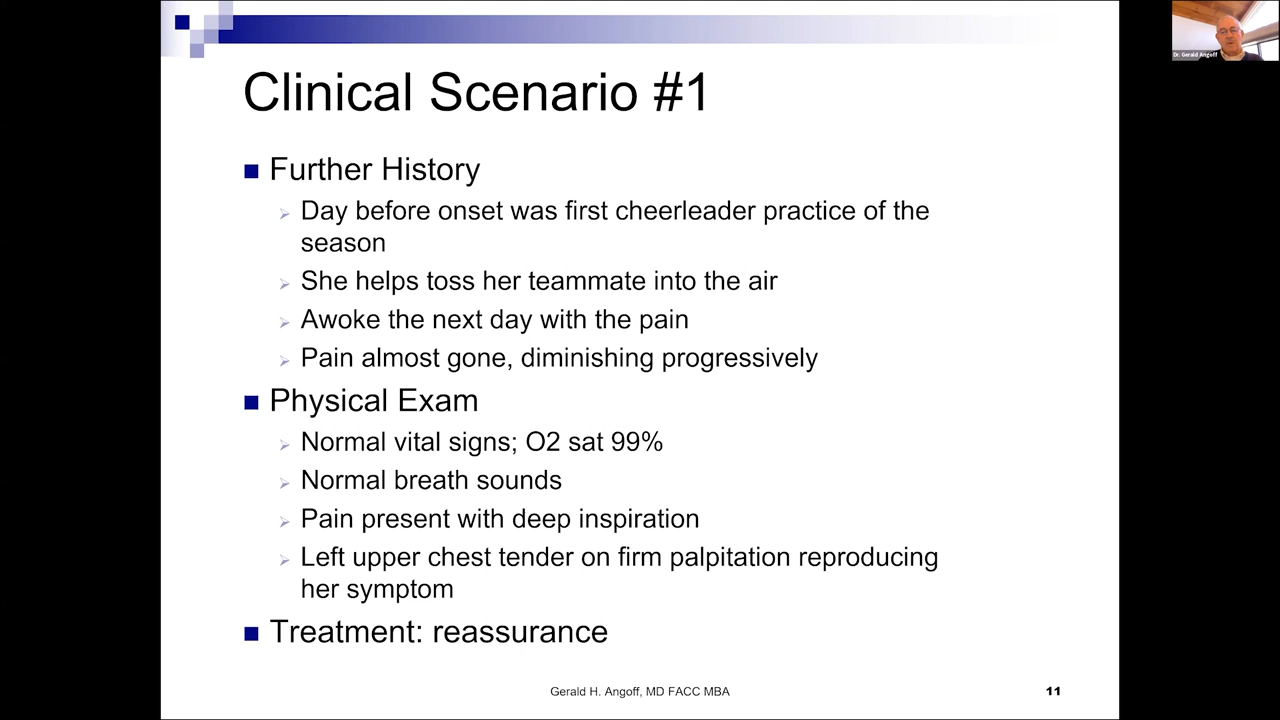 Clinical Scenario #1
Further History
Day before onset was first cheerleader practice of the
season
She helps toss her teammate into the air
Awoke the next day with the pain
Pain almost gone, diminishing progressively
Physical Exam
Normal vital signs; O2 sat 99%
Normal breath sounds
Pain present with deep inspiration
Left upper chest tender on firm palpitation reproducing
her symptom
Treatment: reassurance
Gerald H. Angoff, MD FACC MBA
11
Dr. Gerald Angoff